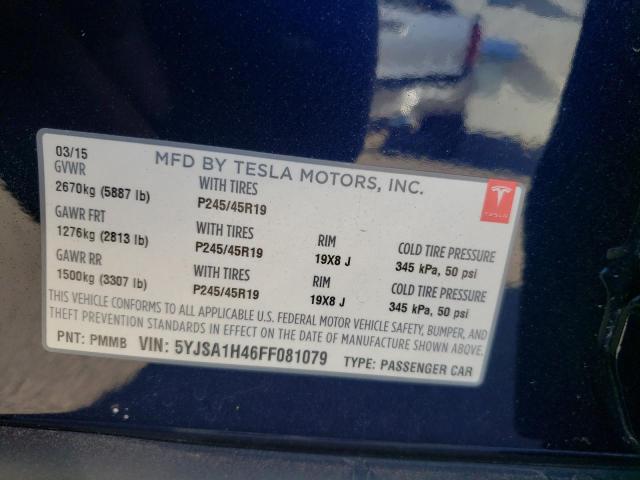 03/15 MFD BY TESLA MOTORS, INC.
GVWR WITH TIRES
2670kg (5887 lb) P245/45R19
GAWR FRT WITH TIRES RIM COLD TIRE PRESSURE
1276kg (2813 lb) P245/45R19 19X8 J 345 kPa, 50 psi
GAWR RR WITH TIRES RIM COLD TIRE PRESSURE
1500kg (3307 lb) P245/45R19 19X8 J 345 kPa, 50 psi
THIS VEHICLE CONFORMS TO ALL APPLICABLE U.S. FEDERAL MOTOR VEHICLE SAFETY, BUMPER, AND
THEFT PREVENTION STANDARDS IN EFFECT ON THE DATE OF MANUFACTURE SHOWN ABOVE.
PNT: PMMB VIN: 5YJSA1H46FF081079 TYPE: PASSENGER CAR
TESLA